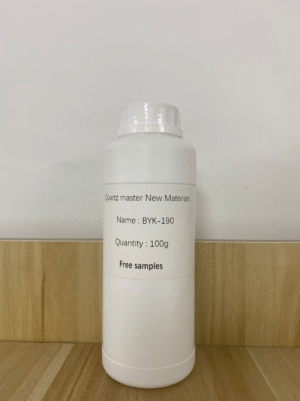 Quartz master New Materials
Name : BYK-190
Quantity : 100g
Free samples